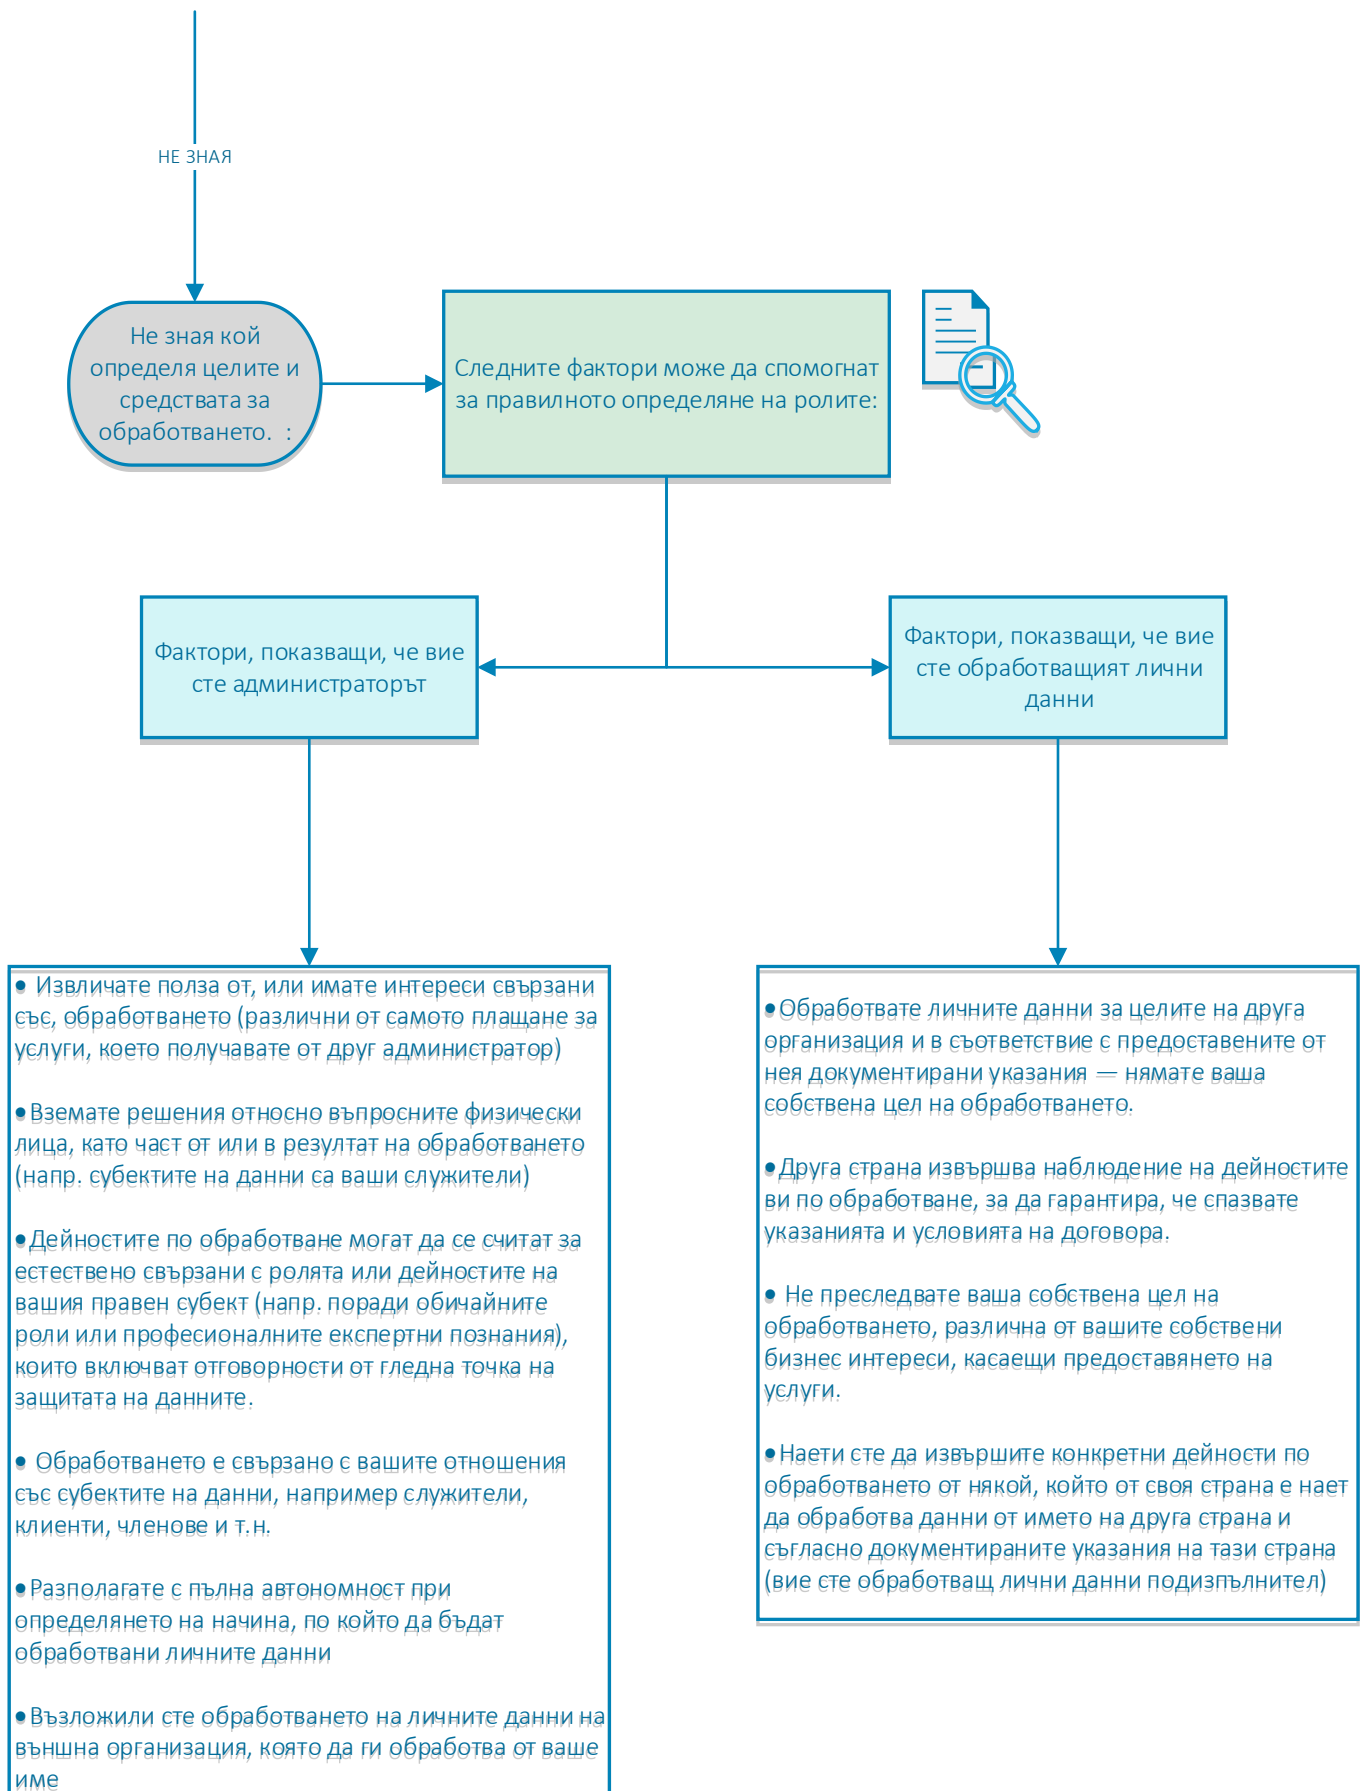 НЕ ЗНАЯ
Не зная кой
определя целите и
средствата за
обработването.  :
Следните фактори може да спомогнат
за правилното определяне на ролите:
Фактори, показващи, че вие
сте администраторът
Фактори, показващи, че вие
сте обработващият лични
данни
• Извличате полза от, или имате интереси свързани
със, обработването (различни от самото плащане за
услуги, което получавате от друг администратор)
•Вземате решения относно въпросните физически
лица, като част от или в резултат на обработването
(напр. субектите на данни са ваши служители)
•Дейностите по обработване могат да се считат за
естествено свързани с ролята или дейностите на
вашия правен субект (напр. поради обичайните
роли или професионалните експертни познания),
които включват отговорности от гледна точка на
защитата на данните.
• Обработването е свързано с вашите отношения
със субектите на данни, например служители,
клиенти, членове и т.н.
•Разполагате с пълна автономност при
определянето на начина, по който да бъдат
обработвани личните данни
•Възложили сте обработването на личните данни на
външна организация, която да ги обработва от ваше
име
•Обработвате личните данни за целите на друга
организация и в съответствие с предоставените от
нея документирани указания — нямате ваша
собствена цел на обработването.
•Друга страна извършва наблюдение на дейностите
ви по обработване, за да гарантира, че спазвате
указанията и условията на договора.
• Не преследвате ваша собствена цел на
обработването, различна от вашите собствени
бизнес интереси, касаещи предоставянето на
услуги.
•Наети сте да извършите конкретни дейности по
обработването от някой, който от своя страна е нает
да обработва данни от името на друга страна и
съгласно документираните указания на тази страна
(вие сте обработващ лични данни подизпълнител)